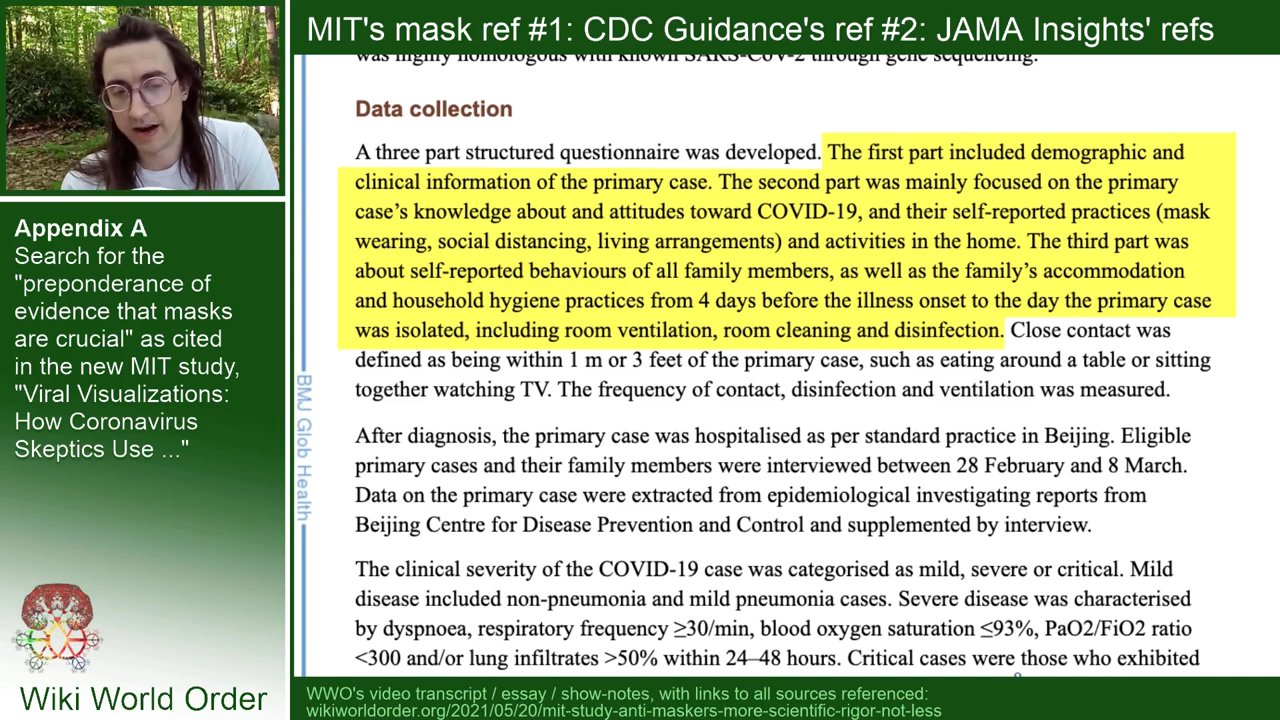 MIT's mask ref #1: CDC Guidance's ref #2: JAMA Insights' refs
was highly homologous with known SARS-CoV-2 through gene sequencing.
Data collection
A three part structured questionnaire was developed. The first part included demographic and
clinical information of the primary case. The second part was mainly focused on the primary
case’s knowledge about and attitudes toward COVID-19, and their self-reported practices (mask
wearing, social distancing, living arrangements) and activities in the home. The third part was
about self-reported behaviours of all family members, as well as the family’s accommodation
and household hygiene practices from 4 days before the illness onset to the day the primary case
was isolated, including room ventilation, room cleaning and disinfection. Close contact was
defined as being within 1 m or 3 feet of the primary case, such as eating around a table or sitting
together watching TV. The frequency of contact, disinfection and ventilation was measured.
After diagnosis, the primary case was hospitalised as per standard practice in Beijing. Eligible
primary cases and their family members were interviewed between 28 February and 8 March.
Data on the primary case were extracted from epidemiological investigating reports from
Beijing Centre for Disease Prevention and Control and supplemented by interview.
The clinical severity of the COVID-19 case was categorised as mild, severe or critical. Mild
disease included non-pneumonia and mild pneumonia cases. Severe disease was characterised
by dyspnoea, respiratory frequency ≥30/min, blood oxygen saturation ≤93%, PaO2/FiO2 ratio
<300 and/or lung infiltrates >50% within 24–48 hours. Critical cases were those who exhibited
BMJ Glob Health
Appendix A
Search for the
"preponderance of
evidence that masks
are crucial" as cited
in the new MIT study,
"Viral Visualizations:
How Coronavirus
Skeptics Use ..."
Wiki World Order
WWO's video transcript / essay / show-notes, with links to all sources referenced:
wikiworldorder.org/2021/05/20/mit-study-anti-maskers-more-scientific-rigor-not-less